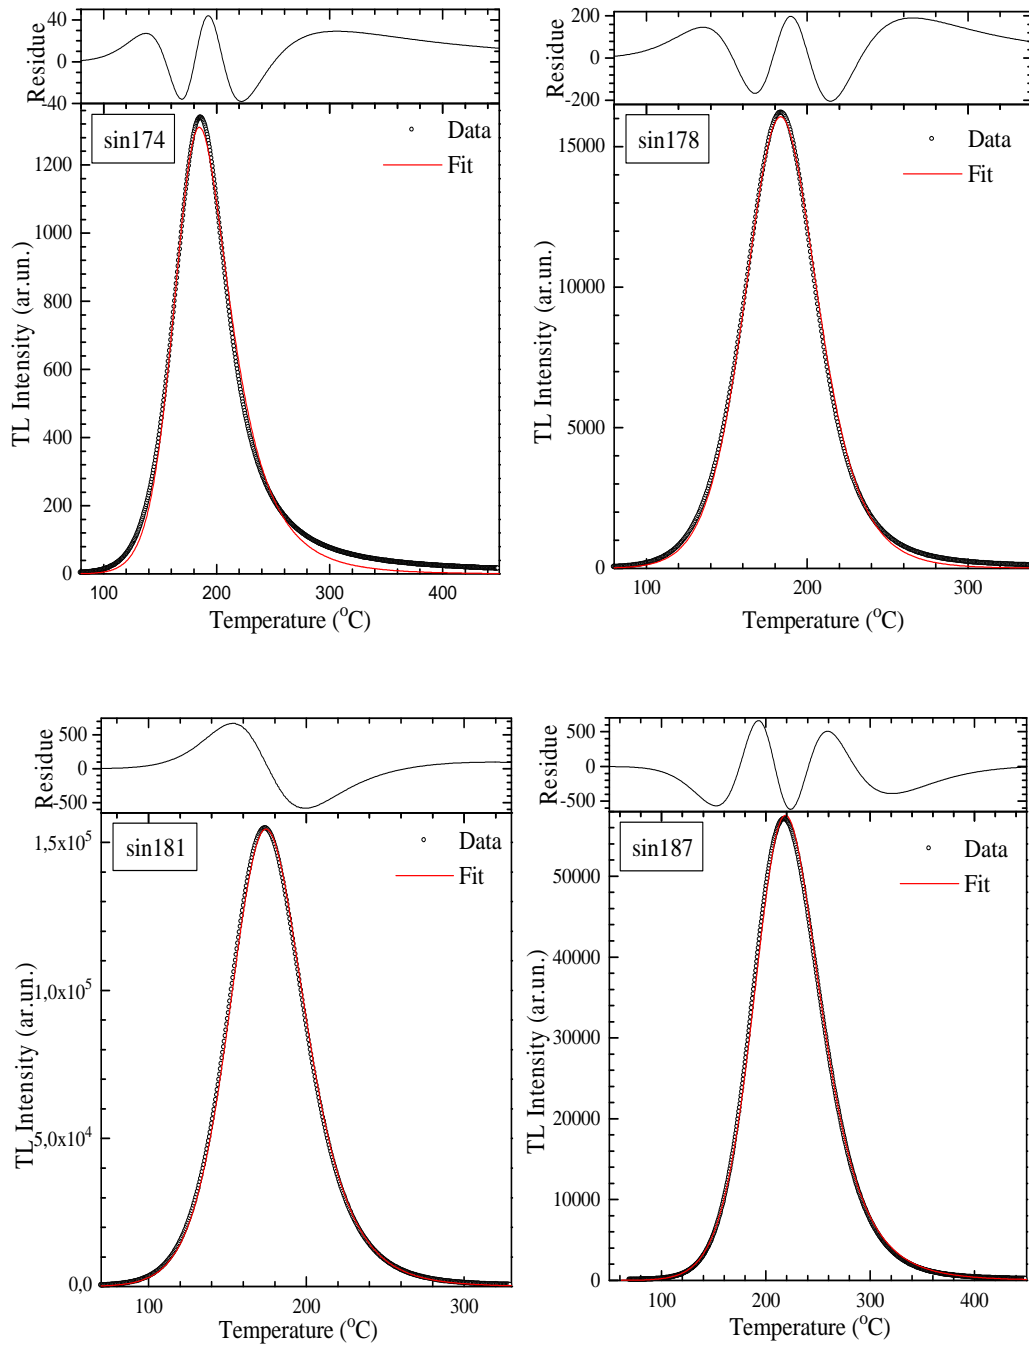 40
20
0
-20
-40
Residue
sin174
Data
Fit
1200
1000
800
600
400
200
0
TL Intensity (ar.un.)
100 200 300 400
Temperature (°C)
200
0
-200
Residue
sin178
Data
Fit
15000
10000
5000
0
TL Intensity (ar.un.)
100 200 300
Temperature (°C)
500
0
-500
Residue
sin181
Data
Fit
1,5x10⁵
1,0x10⁵
5,0x10⁴
0,0
TL Intensity (ar.un.)
100 200 300
Temperature (°C)
500
0
-500
Residue
sin187
Data
Fit
50000
40000
30000
20000
10000
0
TL Intensity (ar.un.)
100 200 300 400
Temperature (°C)